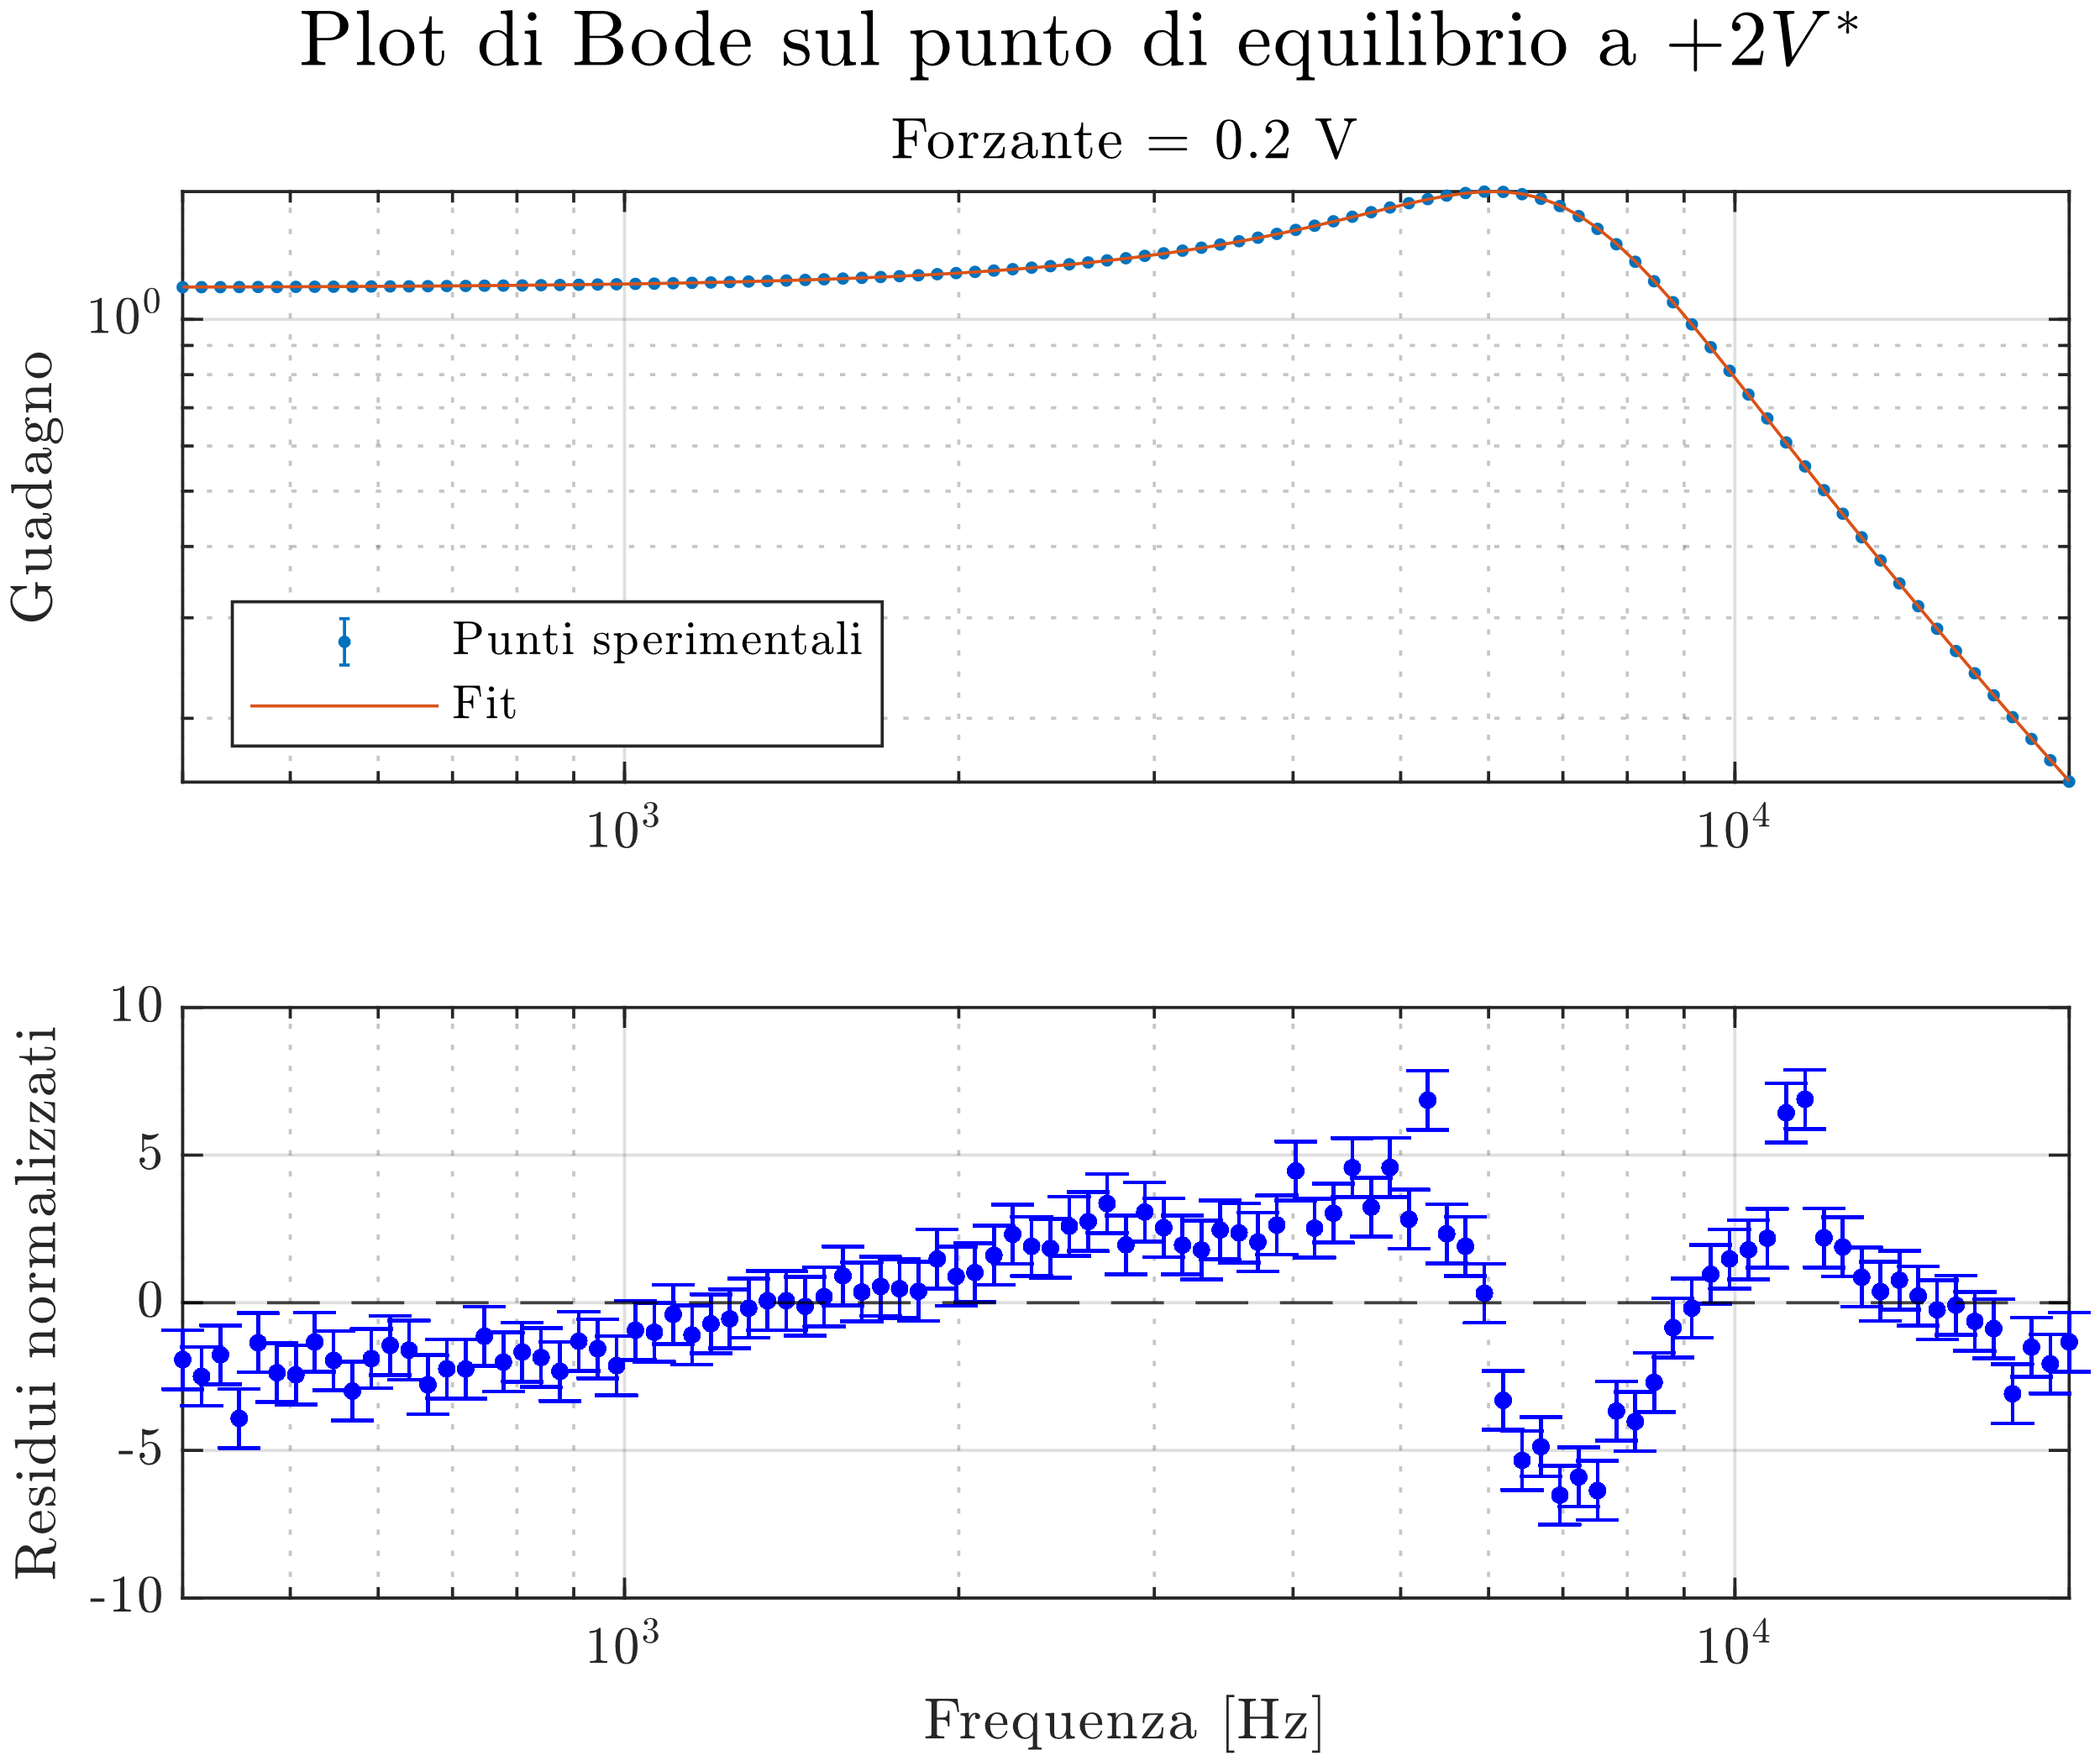 Plot di Bode sul punto di equilibrio a +2V*
Forzante = 0.2 V
Guadagno
10^0
Punti sperimentali
Fit
10^3
10^4
Residui normalizzati
10
5
0
-5
-10
10^3
10^4
Frequenza [Hz]